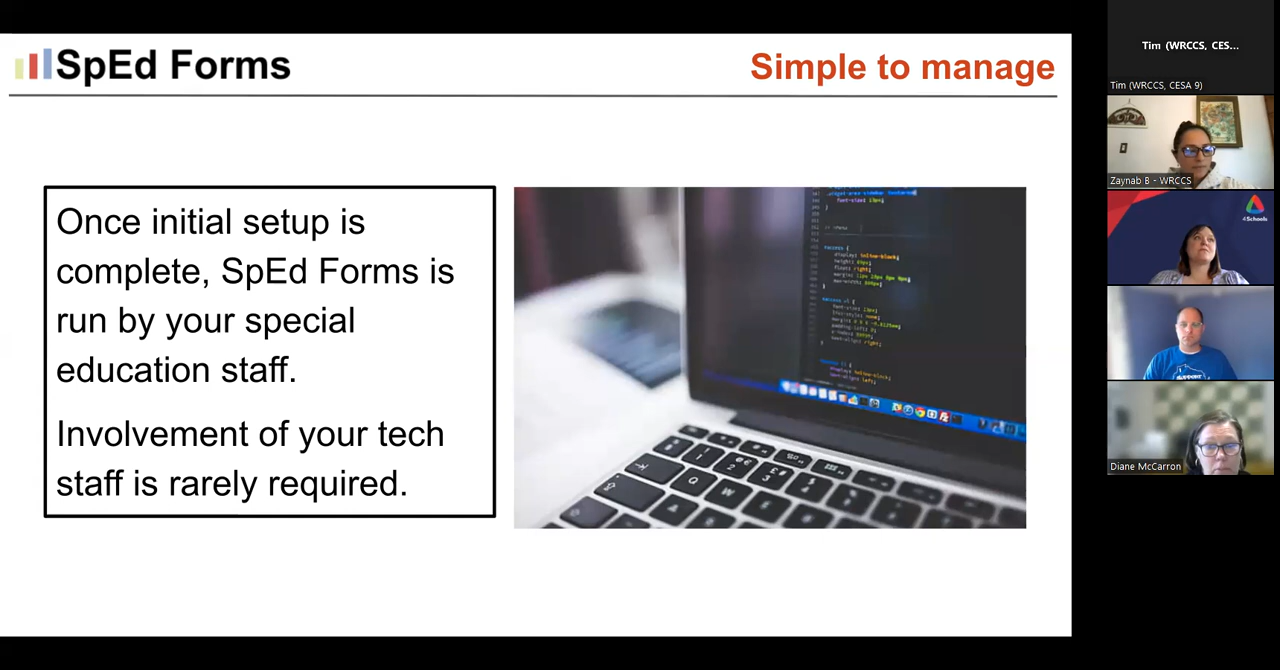 SpEd Forms
Simple to manage
Once initial setup is
complete, SpEd Forms is
run by your special
education staff.
Involvement of your tech
staff is rarely required.
Tim (WRCCS, CES...
Tim (WRCCS, CESA 9)
Zaynab B - WRCCS
4Schools
Diane McCarron